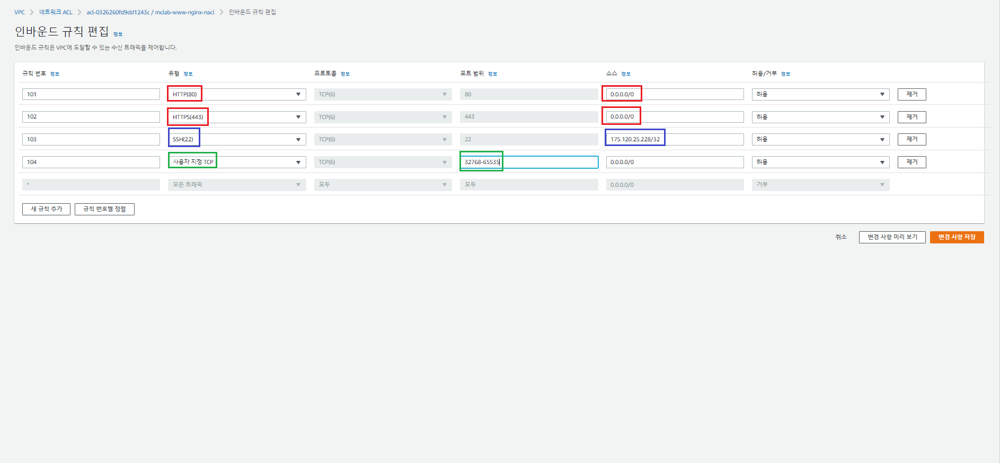 VPC > 네트워크 ACL > acl-0326260fd9dd1243c / mclab-www-nginx-nacl > 인바운드 규칙 편집
인바운드 규칙 편집 정보
인바운드 규칙은 VPC에 도달할 수 있는 수신 트래픽을 제어합니다.
규칙 번호 정보 유형 정보 프로토콜 정보 포트 범위 정보 소스 정보 허용/거부 정보
101 HTTP(80) TCP(6) 80 0.0.0.0/0 허용 제거
102 HTTPS(443) TCP(6) 443 0.0.0.0/0 허용 제거
103 SSH(22) TCP(6) 22 175.120.25.228/32 허용 제거
104 사용자 지정 TCP TCP(6) 32768-65535 0.0.0.0/0 허용 제거
* 모든 트래픽 모두 모두 0.0.0.0/0 거부
새 규칙 추가 규칙 번호별 정렬
취소 변경 사항 미리 보기 변경 사항 저장